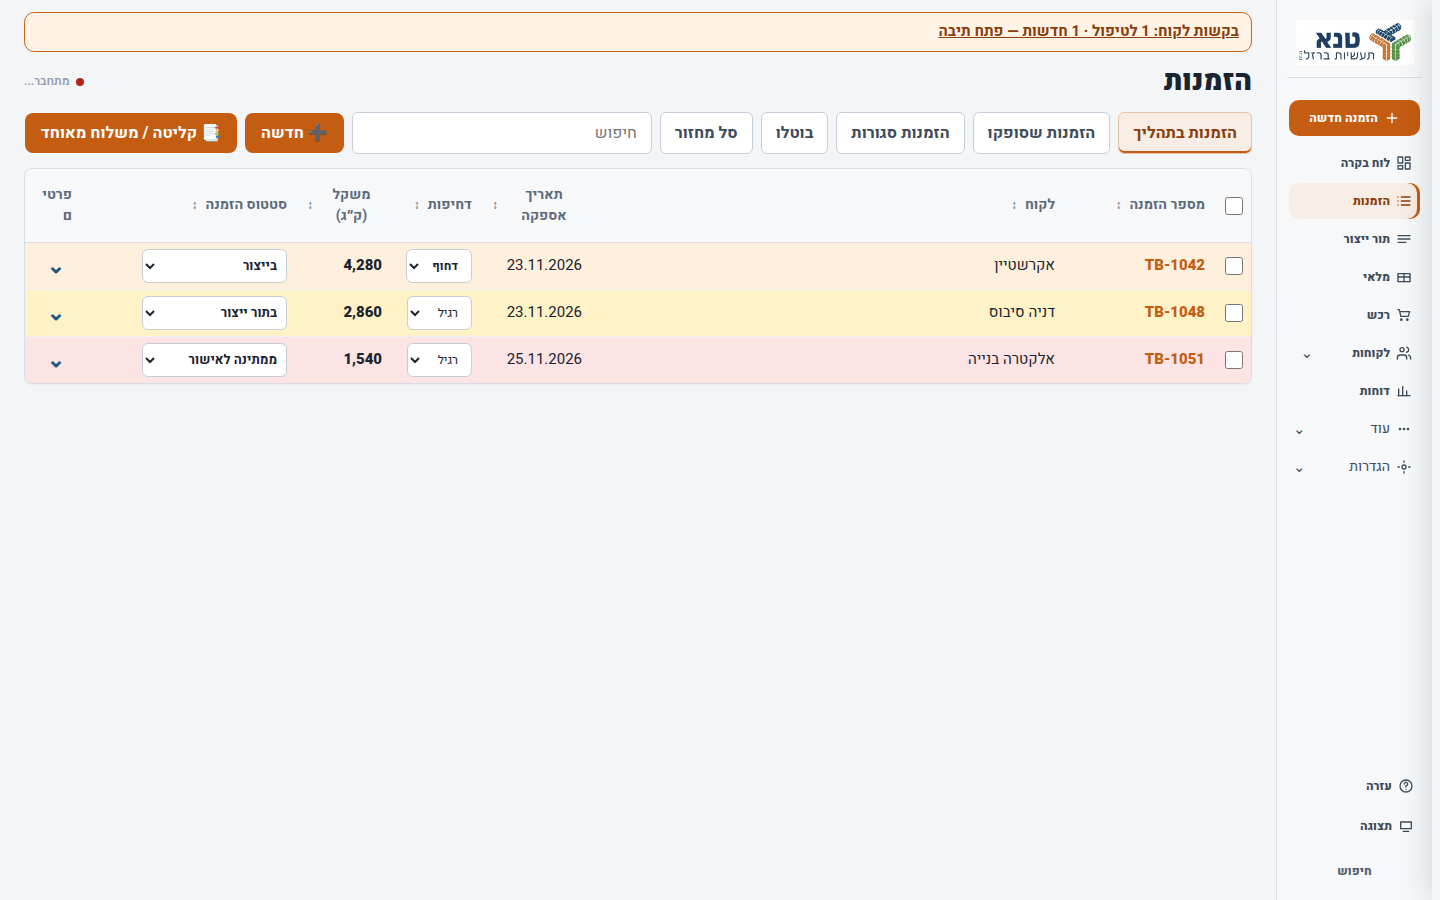 בקשות לקוח: 1 לטיפול · 1 חדשות — פתח תיבה
הזמנות
מתחבר...
הזמנות בתהליך
הזמנות שסופקו
הזמנות סגורות
בוטלו
סל מחזור
חיפוש
➕ חדשה
📑 קליטה / משלוח מאוחד
מספר הזמנה ↕
לקוח ↕
תאריך
אספקה ↕
דחיפות ↕
משקל
(ק״ג) ↕
סטטוס הזמנה ↕
פרטי
ם
TB-1042 אקרשטיין 23.11.2026 דחוף 4,280 בייצור
TB-1048 דניה סיבוס 23.11.2026 רגיל 2,860 בתור ייצור
TB-1051 אלקטרה בנייה 25.11.2026 רגיל 1,540 ממתינה לאישור
טנא
תעשיות ברזל
הזמנה חדשה
לוח בקרה
הזמנות
תור ייצור
מלאי
רכש
לקוחות
דוחות
עוד
הגדרות
עזרה
תצוגה
חיפוש